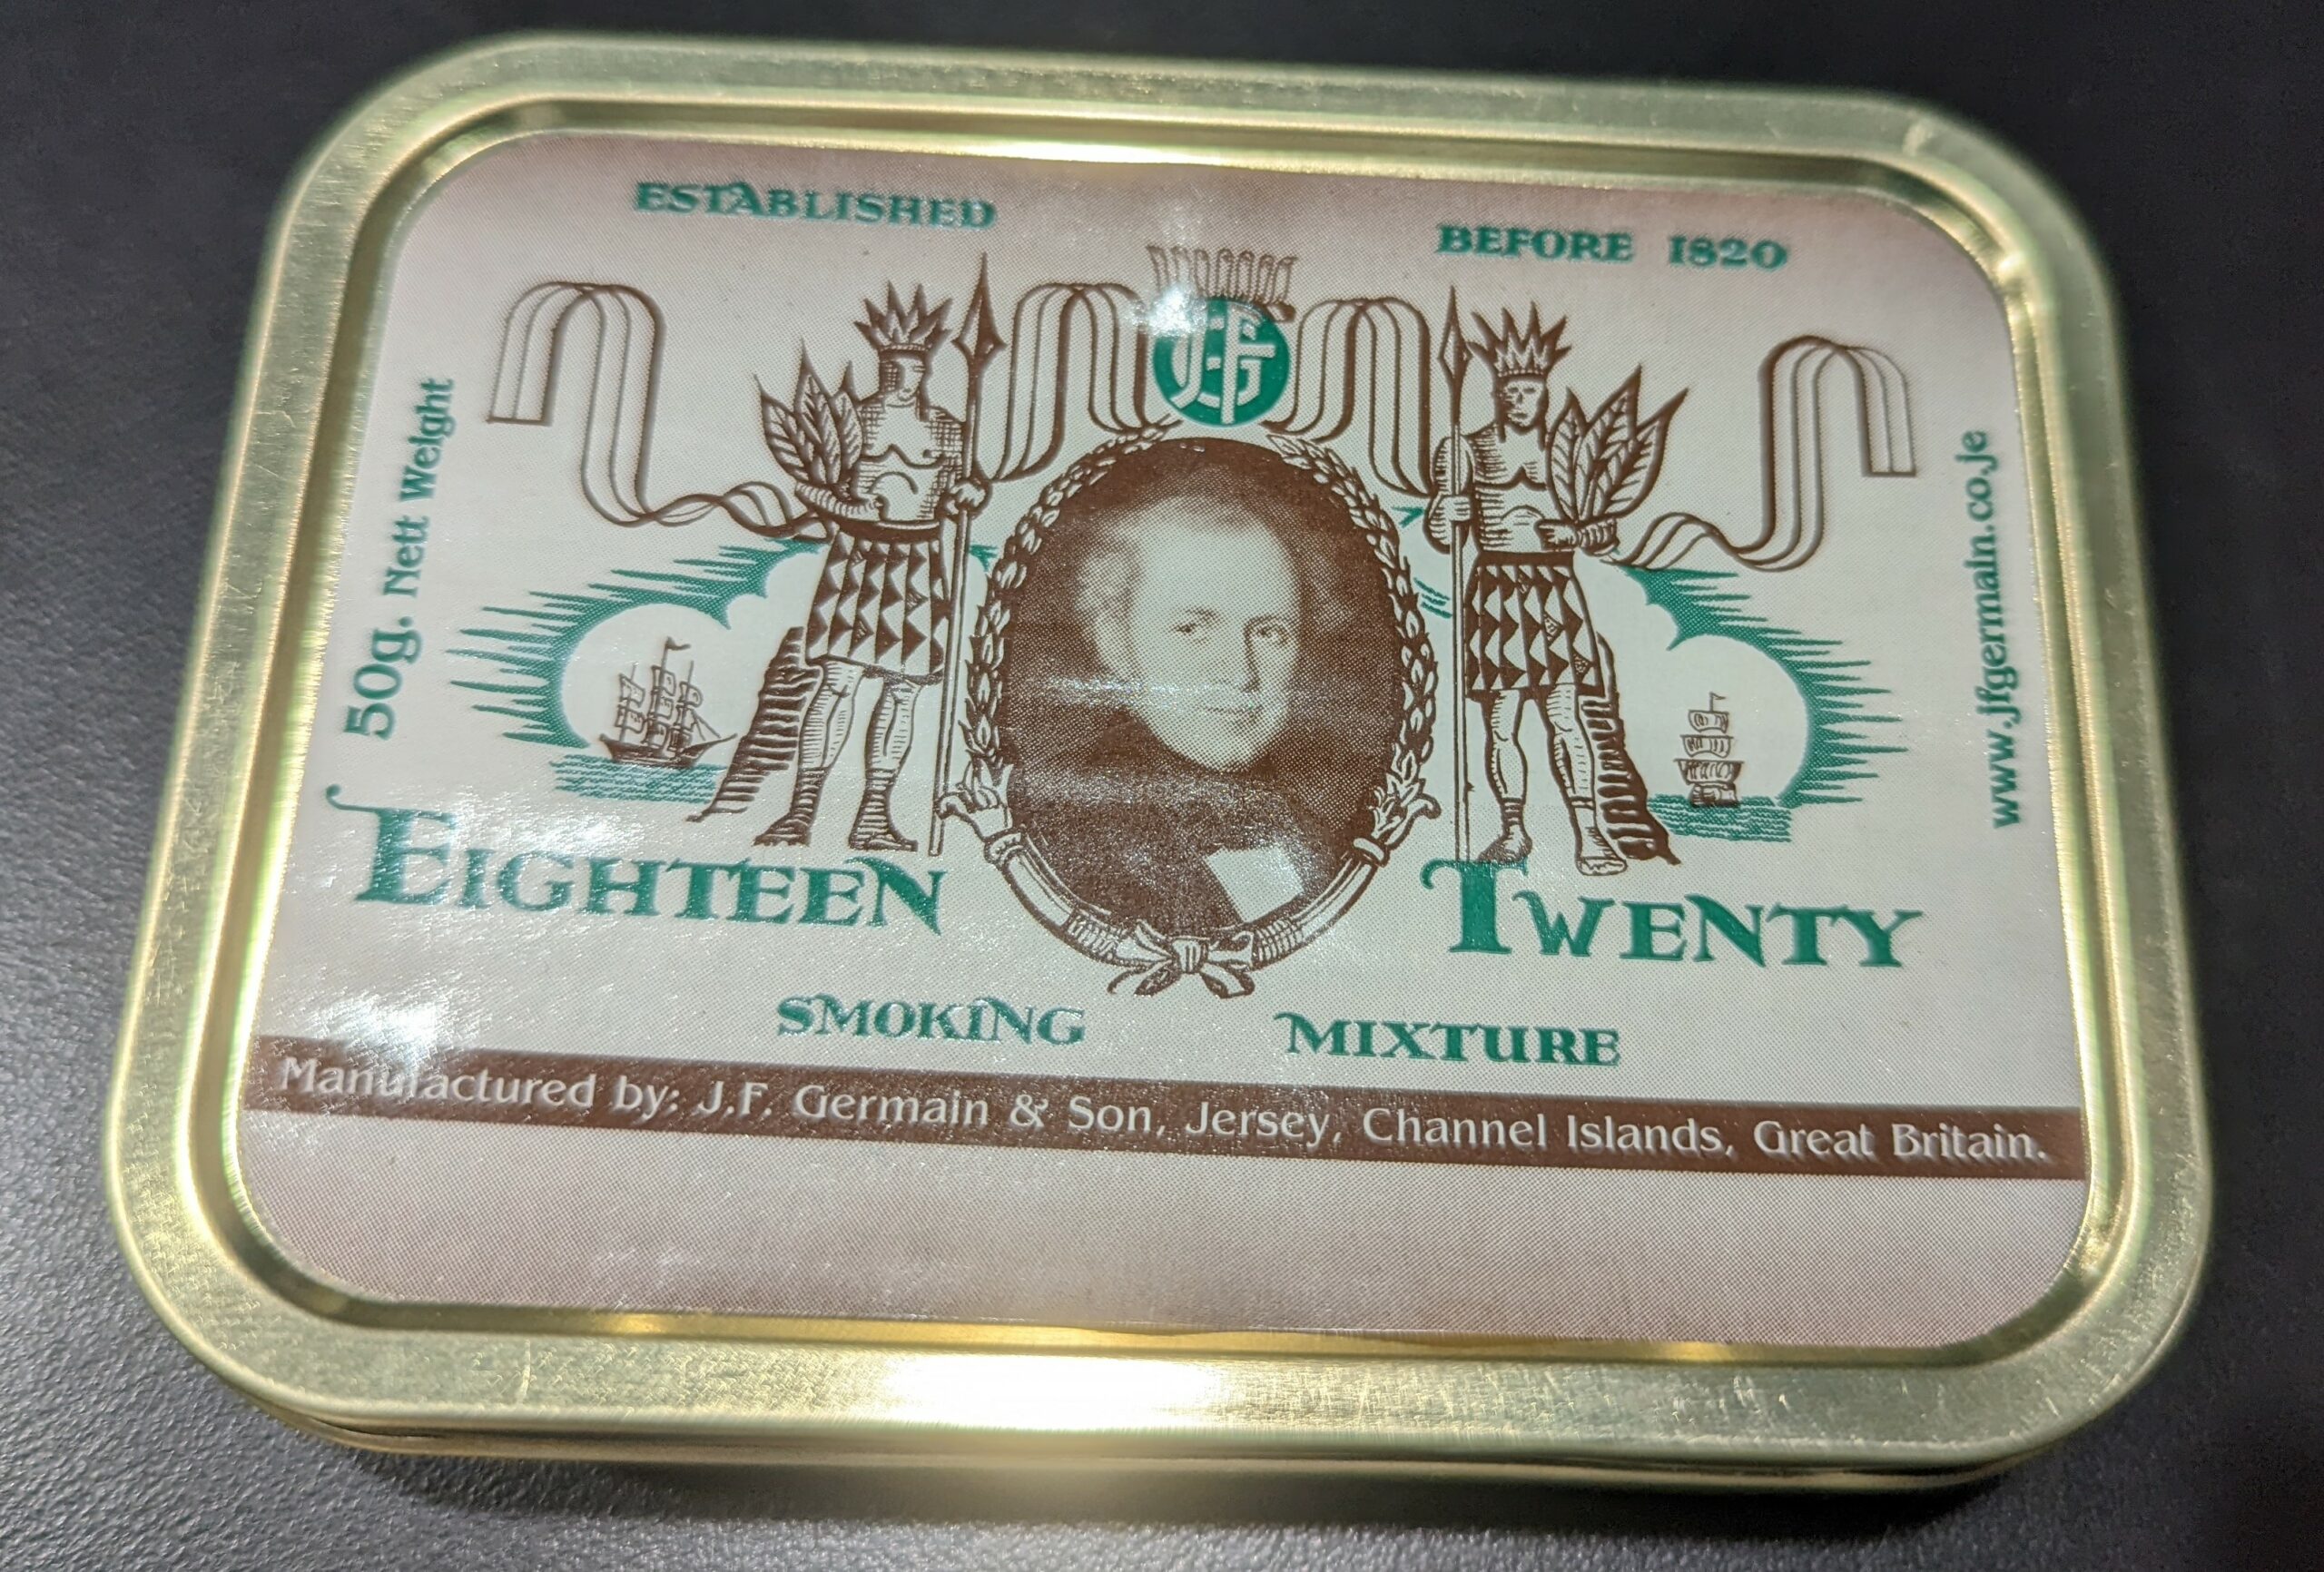 ESTABLISHED BEFORE 1820
JFG
50g. Nett Weight
www.jfgermain.co.je
EIGHTEEN TWENTY
SMOKING MIXTURE
Manufactured by: J.F. Germain & Son, Jersey, Channel Islands, Great Britain.